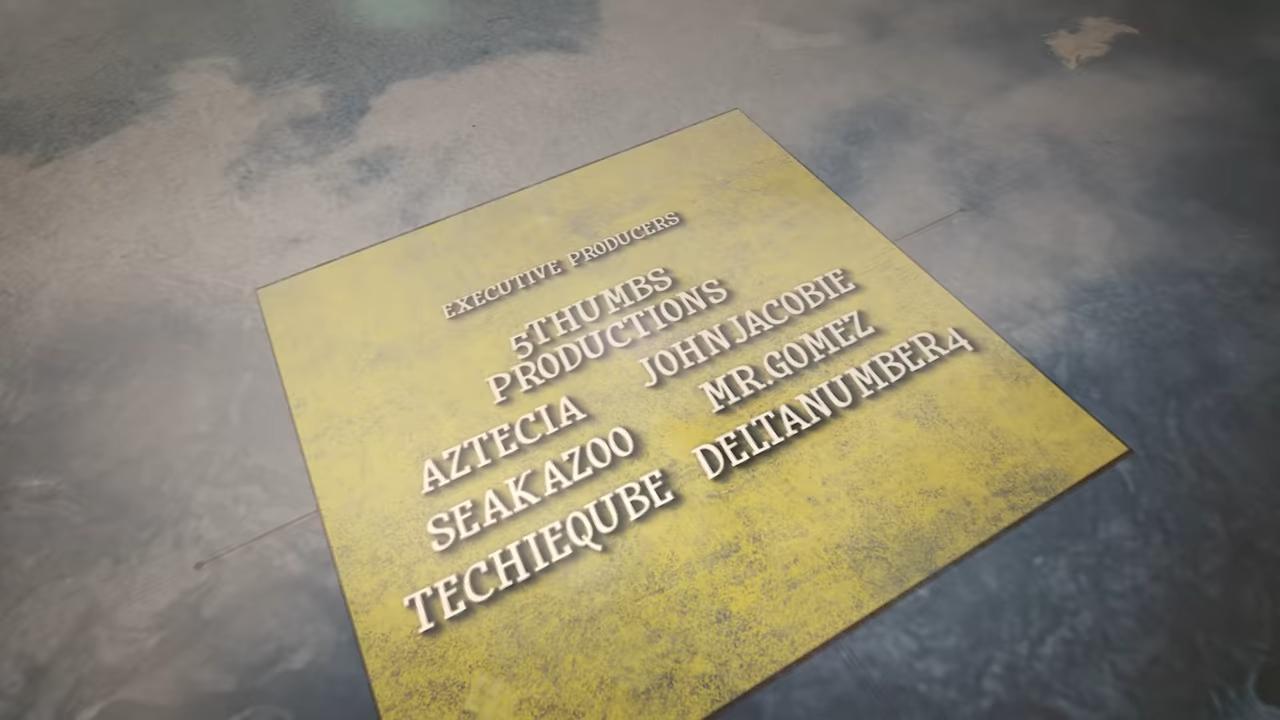 EXECUTIVE PRODUCERS
5THUMBS
PRODUCTIONS
AZTECIA JOHN JACOBIE
SEAKAZOO MR.GOMEZ
TECHIEQUBE DELTANUMBER4